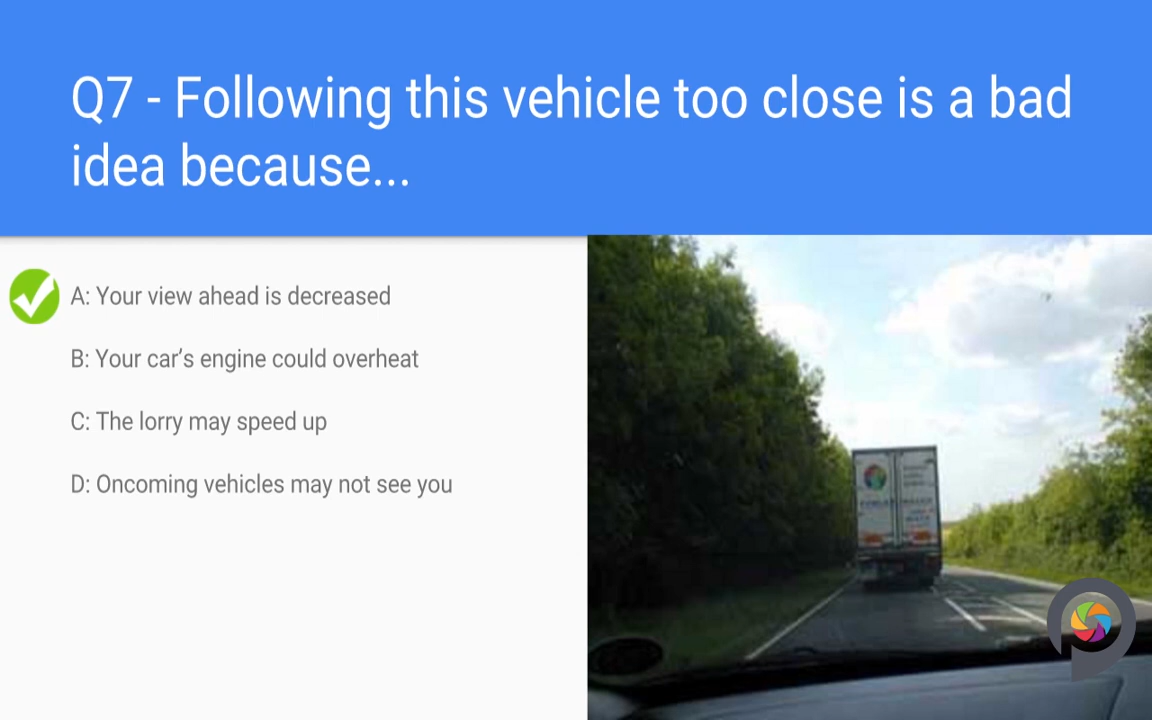 Q7 - Following this vehicle too close is a bad
idea because...
A: Your view ahead is decreased
B: Your car’s engine could overheat
C: The lorry may speed up
D: Oncoming vehicles may not see you